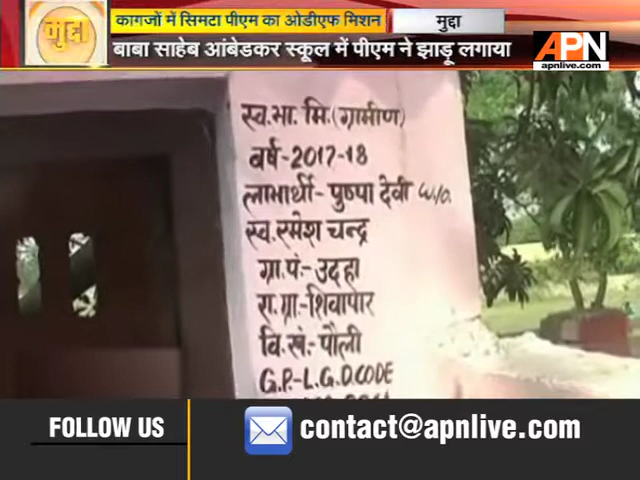 मुद्दा
कागजों में सिमटा पीएम का ओडीएफ मिशन
मुद्दा
बाबा साहेब आंबेडकर स्कूल में पीएम ने झाड़ू लगाया
APN
apnlive.com
स्व.भा. मि.(ग्रामीण)
वर्ष-2017-18
लाभार्थी- पुष्पा देवी w/o.
स्व.रमेश चन्द्र
ग्रा.पं:- उदहा
रा.ग्रा:-शिवापार
वि.खं:- पौली
G.P.-L.G.D.CODE
FOLLOW US
contact@apnlive.com